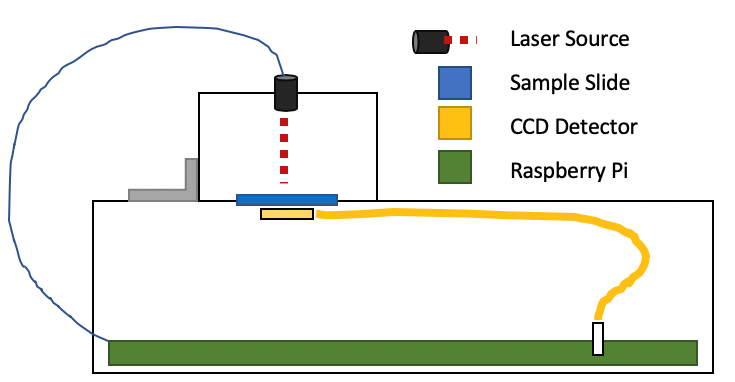 Laser Source
Sample Slide
CCD Detector
Raspberry Pi